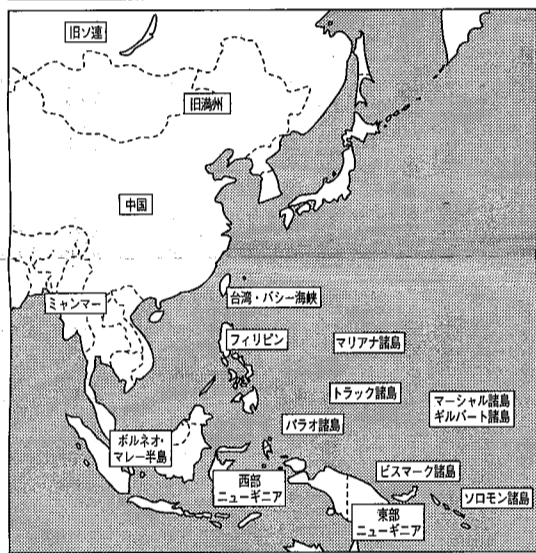 旧ソ連
旧満州
中国
ミャンマー
台湾・バシー海峡
フィリピン
マリアナ諸島
トラック諸島
マーシャル諸島
ギルバート諸島
パラオ諸島
ボルネオ・
マレー半島
西部
ニューギニア
ビスマーク諸島
ソロモン諸島
東部
ニューギニア